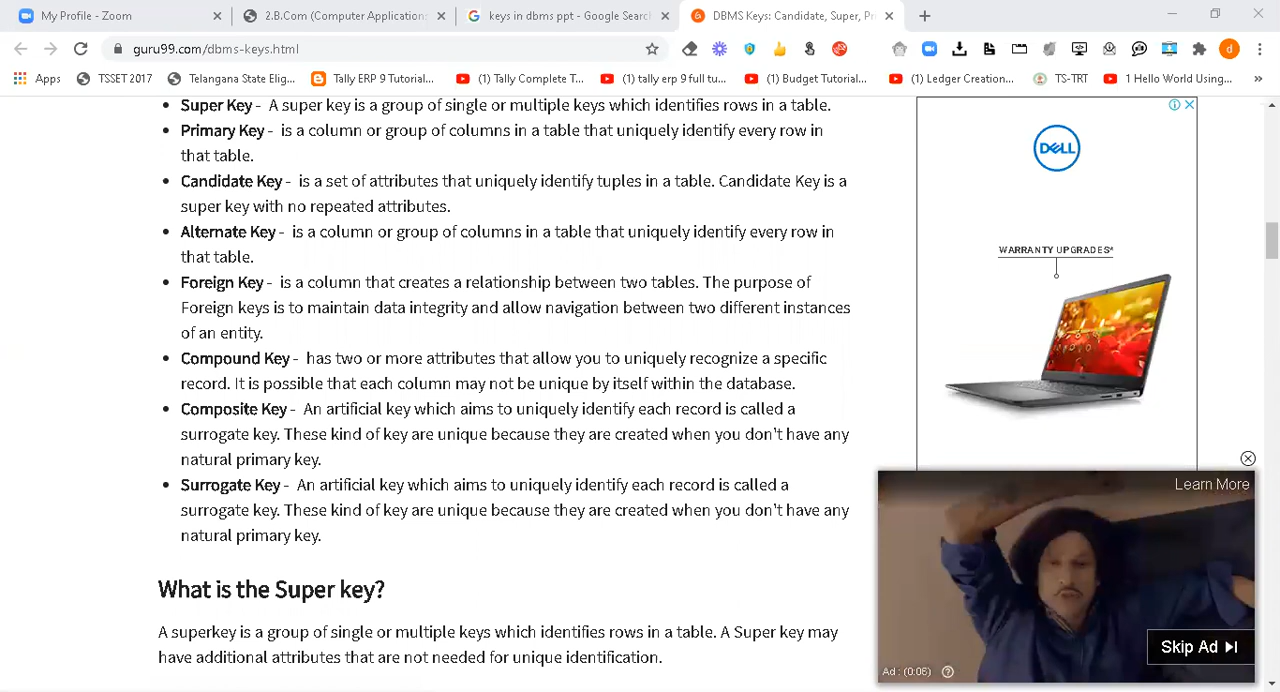 My Profile - Zoom
2.B.Com (Computer Applications
keys in dbms ppt - Google Search
DBMS Keys: Candidate, Super, Pr
guru99.com/dbms-keys.html
d
Apps
TSSET 2017
Telangana State Elig...
Tally ERP 9 Tutorial...
(1) Tally Complete T...
(1) tally erp 9 full tu...
(1) Budget Tutorial...
(1) Ledger Creation...
TS-TRT
1 Hello World Using...
Super Key - A super key is a group of single or multiple keys which identifies rows in a table.
Primary Key - is a column or group of columns in a table that uniquely identify every row in
that table.
Candidate Key - is a set of attributes that uniquely identify tuples in a table. Candidate Key is a
super key with no repeated attributes.
Alternate Key - is a column or group of columns in a table that uniquely identify every row in
that table.
Foreign Key - is a column that creates a relationship between two tables. The purpose of
Foreign keys is to maintain data integrity and allow navigation between two different instances
of an entity.
Compound Key - has two or more attributes that allow you to uniquely recognize a specific
record. It is possible that each column may not be unique by itself within the database.
Composite Key - An artificial key which aims to uniquely identify each record is called a
surrogate key. These kind of key are unique because they are created when you don't have any
natural primary key.
Surrogate Key - An artificial key which aims to uniquely identify each record is called a
surrogate key. These kind of key are unique because they are created when you don't have any
natural primary key.
What is the Super key?
A superkey is a group of single or multiple keys which identifies rows in a table. A Super key may
have additional attributes that are not needed for unique identification.
DELL
WARRANTY UPGRADES^
Learn More
Skip Ad
Ad : (0:06)